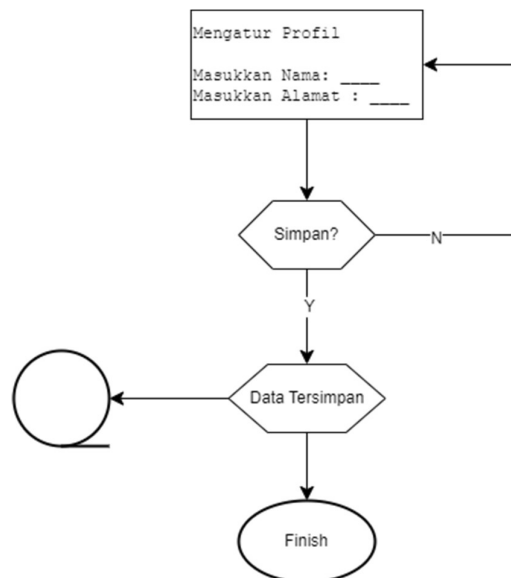 Mengatur Profil
Masukkan Nama: ____
Masukkan Alamat : ____
Simpan?
N
Y
Data Tersimpan
Finish